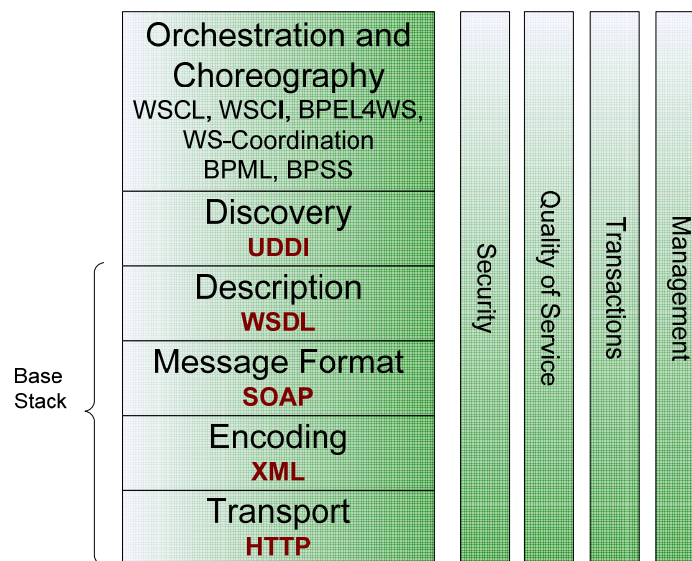 Orchestration and
Choreography
WSCL, WSCI, BPEL4WS,
WS-Coordination
BPML, BPSS
Discovery
UDDI
Description
WSDL
Message Format
SOAP
Encoding
XML
Transport
HTTP
Base
Stack
Security
Quality of Service
Transactions
Management